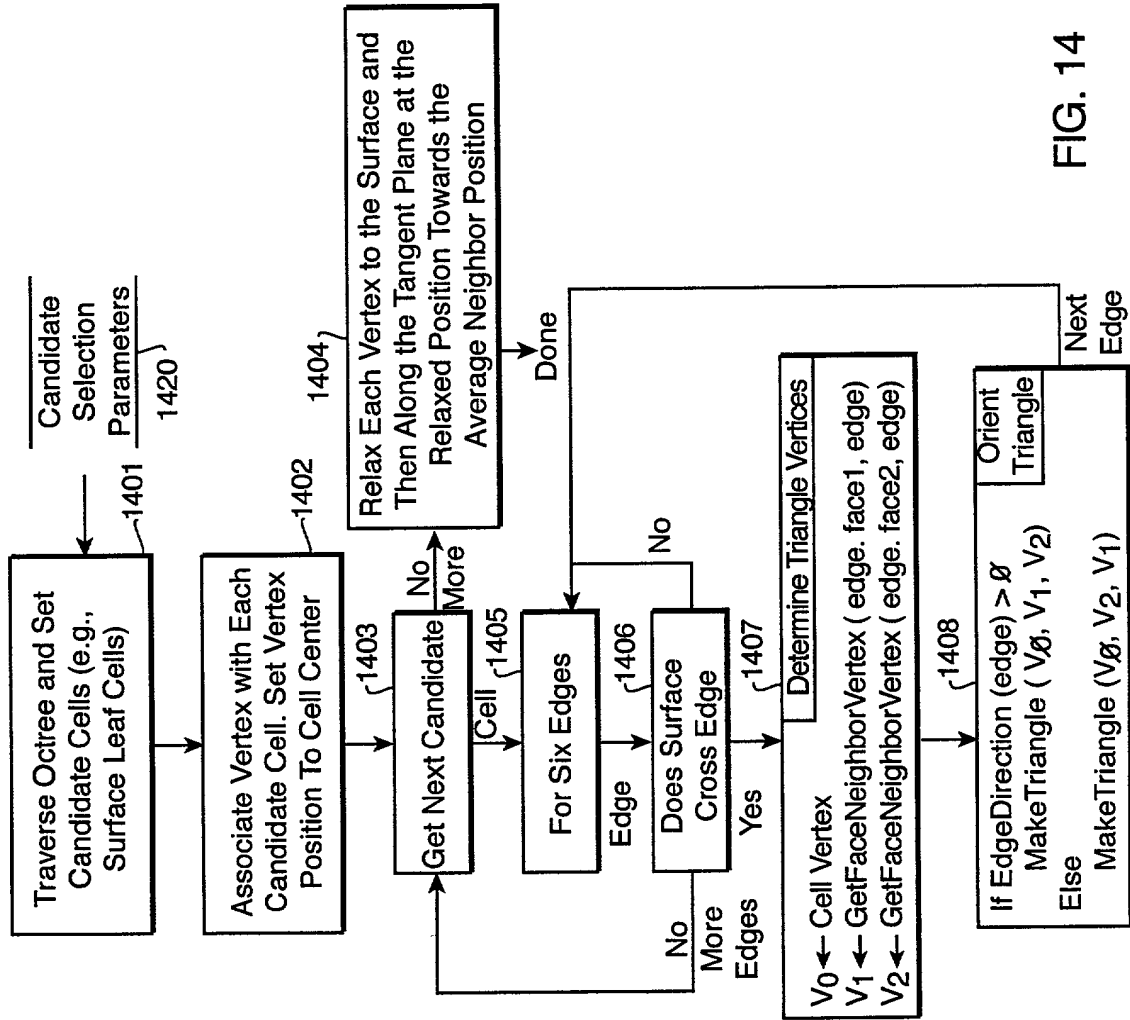 Candidate
Selection
Parameters
1420
1401
Traverse Octree and Set
Candidate Cells (e.g.,
Surface Leaf Cells)
1402
Associate Vertex with Each
Candidate Cell. Set Vertex
Position To Cell Center
1403
Get Next Candidate
No
More
1404
Relax Each Vertex to the Surface and
Then Along the Tangent Plane at the
Relaxed Position Towards the
Average Neighbor Position
Done
Cell
1405
For Six Edges
Edge
1406
Does Surface
Cross Edge
No
No
More
Edges
Yes
1407
Determine Triangle Vertices
V0 ← Cell Vertex
V1 ← GetFaceNeighborVertex ( edge. face1, edge)
V2 ← GetFaceNeighborVertex ( edge. face2, edge)
1408
Orient
Triangle
If EdgeDirection (edge) > Ø
MakeTriangle ( VØ, V1, V2)
Else
MakeTriangle (VØ, V2, V1)
Next
Edge
FIG. 14